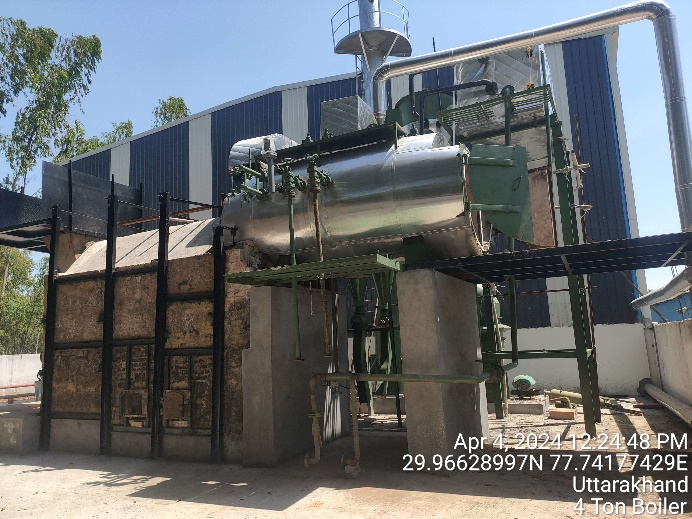 Apr 4, 2024 12:24:48 PM
29.96628997N 77.74177429E
Uttarakhand
4 Ton Boiler